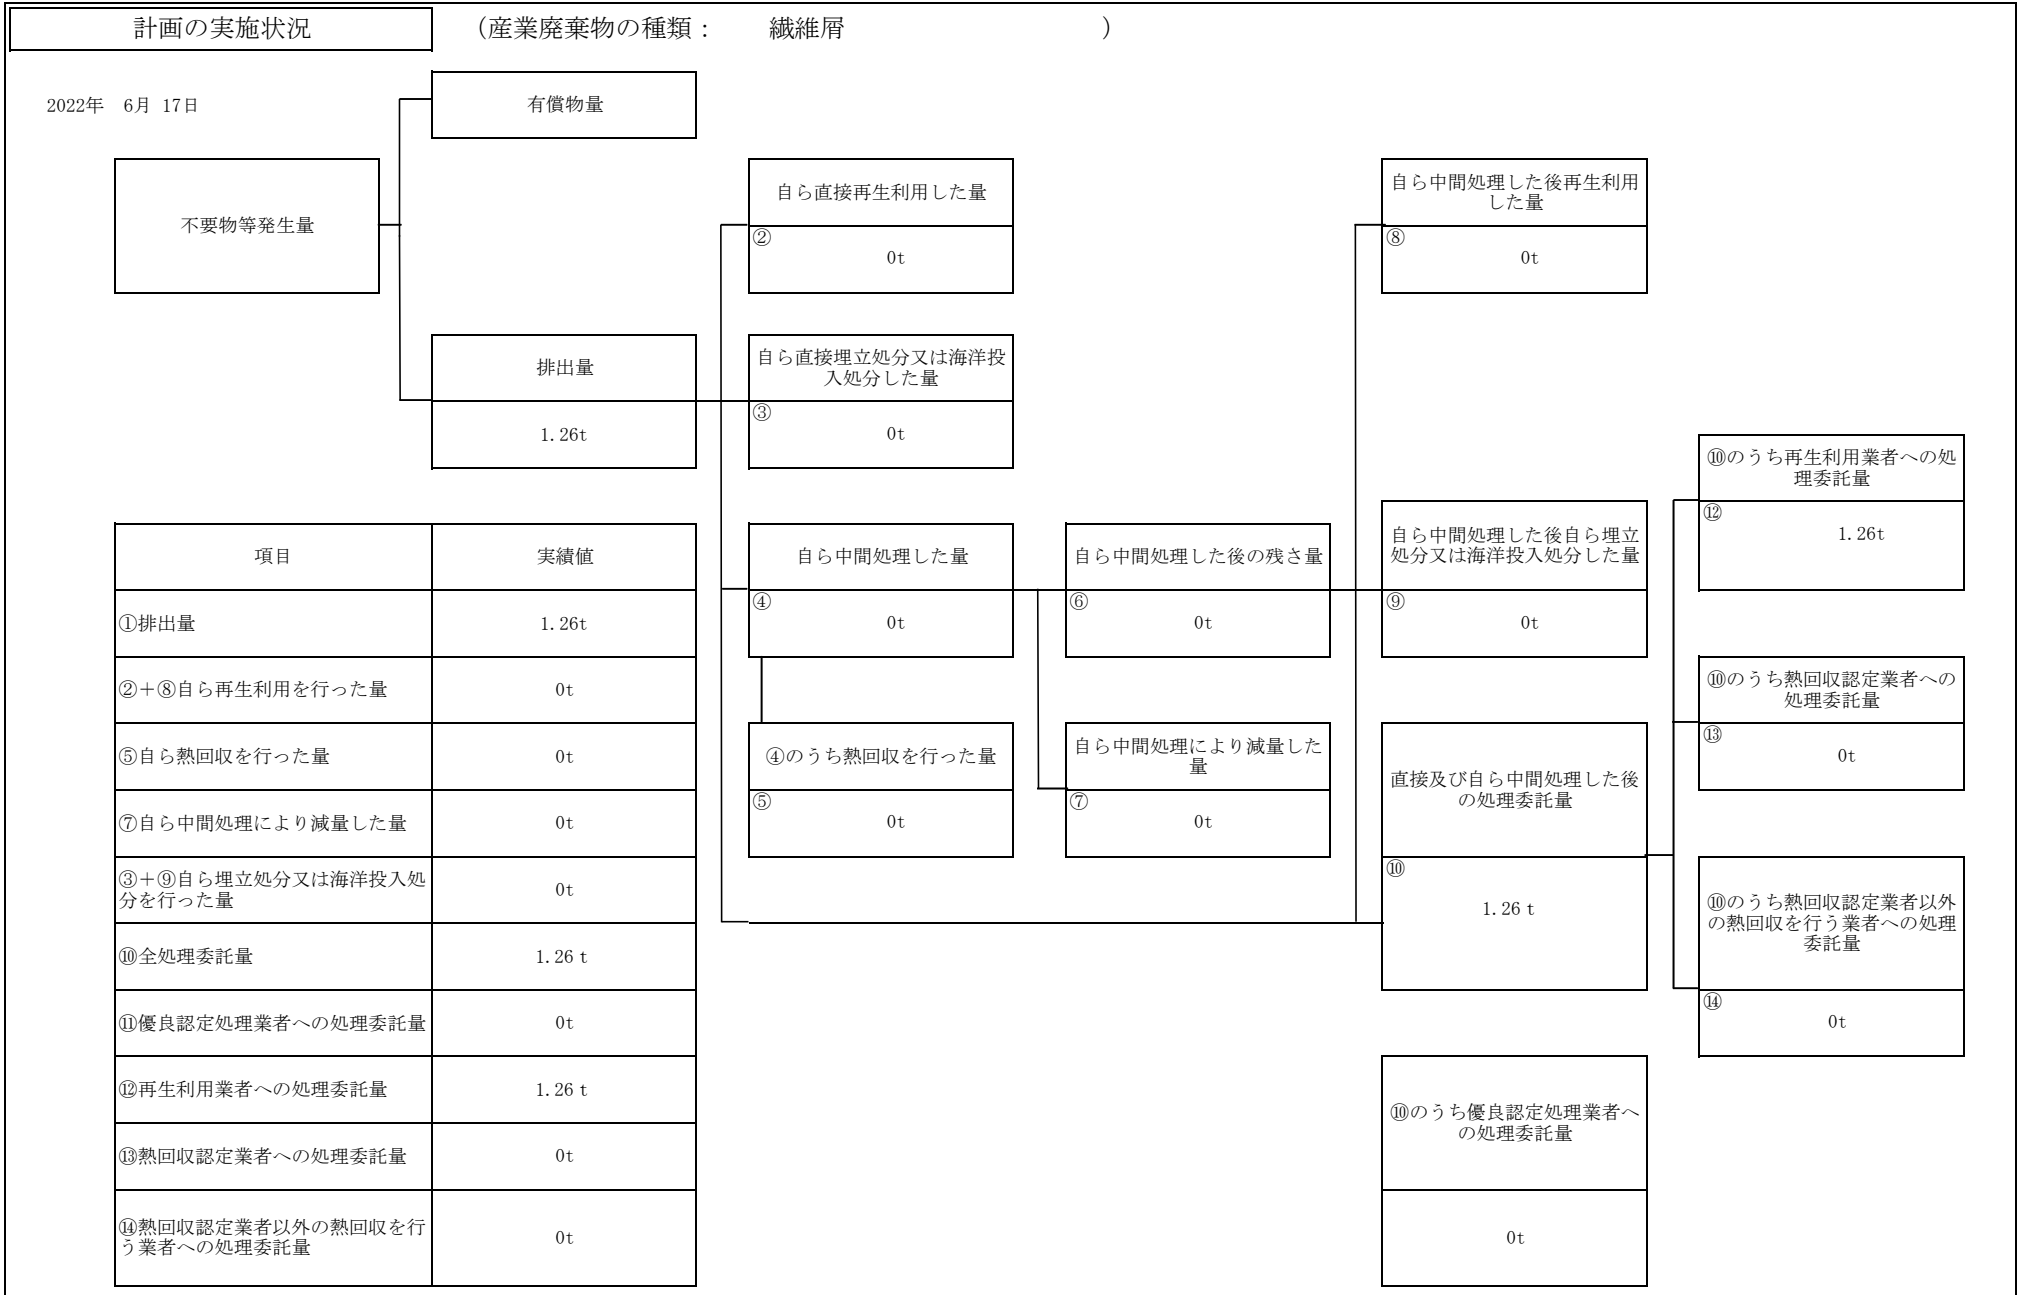 計画の実施状況 (産業廃棄物の種類： 繊維屑 )
2022年 6月 17日
有償物量
不要物等発生量
自ら直接再生利用した量
②
0t
自ら中間処理した後再生利用
した量
⑧
0t
排出量
1.26t
自ら直接埋立処分又は海洋投
入処分した量
③
0t
⑩のうち再生利用業者への処
理委託量
⑫
1.26t
自ら中間処理した量
④
0t
自ら中間処理した後の残さ量
⑥
0t
自ら中間処理した後自ら埋立
処分又は海洋投入処分した量
⑨
0t
⑩のうち熱回収認定業者への
処理委託量
⑬
0t
④のうち熱回収を行った量
⑤
0t
自ら中間処理により減量した
量
⑦
0t
直接及び自ら中間処理した後
の処理委託量
⑩
1.26 t
⑩のうち熱回収認定業者以外
の熱回収を行う業者への処理
委託量
⑭
0t
⑩のうち優良認定処理業者へ
の処理委託量
0t
項目 実績値
①排出量 1.26t
②＋⑧自ら再生利用を行った量 0t
⑤自ら熱回収を行った量 0t
⑦自ら中間処理により減量した量 0t
③＋⑨自ら埋立処分又は海洋投入処
分を行った量 0t
⑩全処理委託量 1.26 t
⑪優良認定処理業者への処理委託量 0t
⑫再生利用業者への処理委託量 1.26 t
⑬熱回収認定業者への処理委託量 0t
⑭熱回収認定業者以外の熱回収を行
う業者への処理委託量 0t